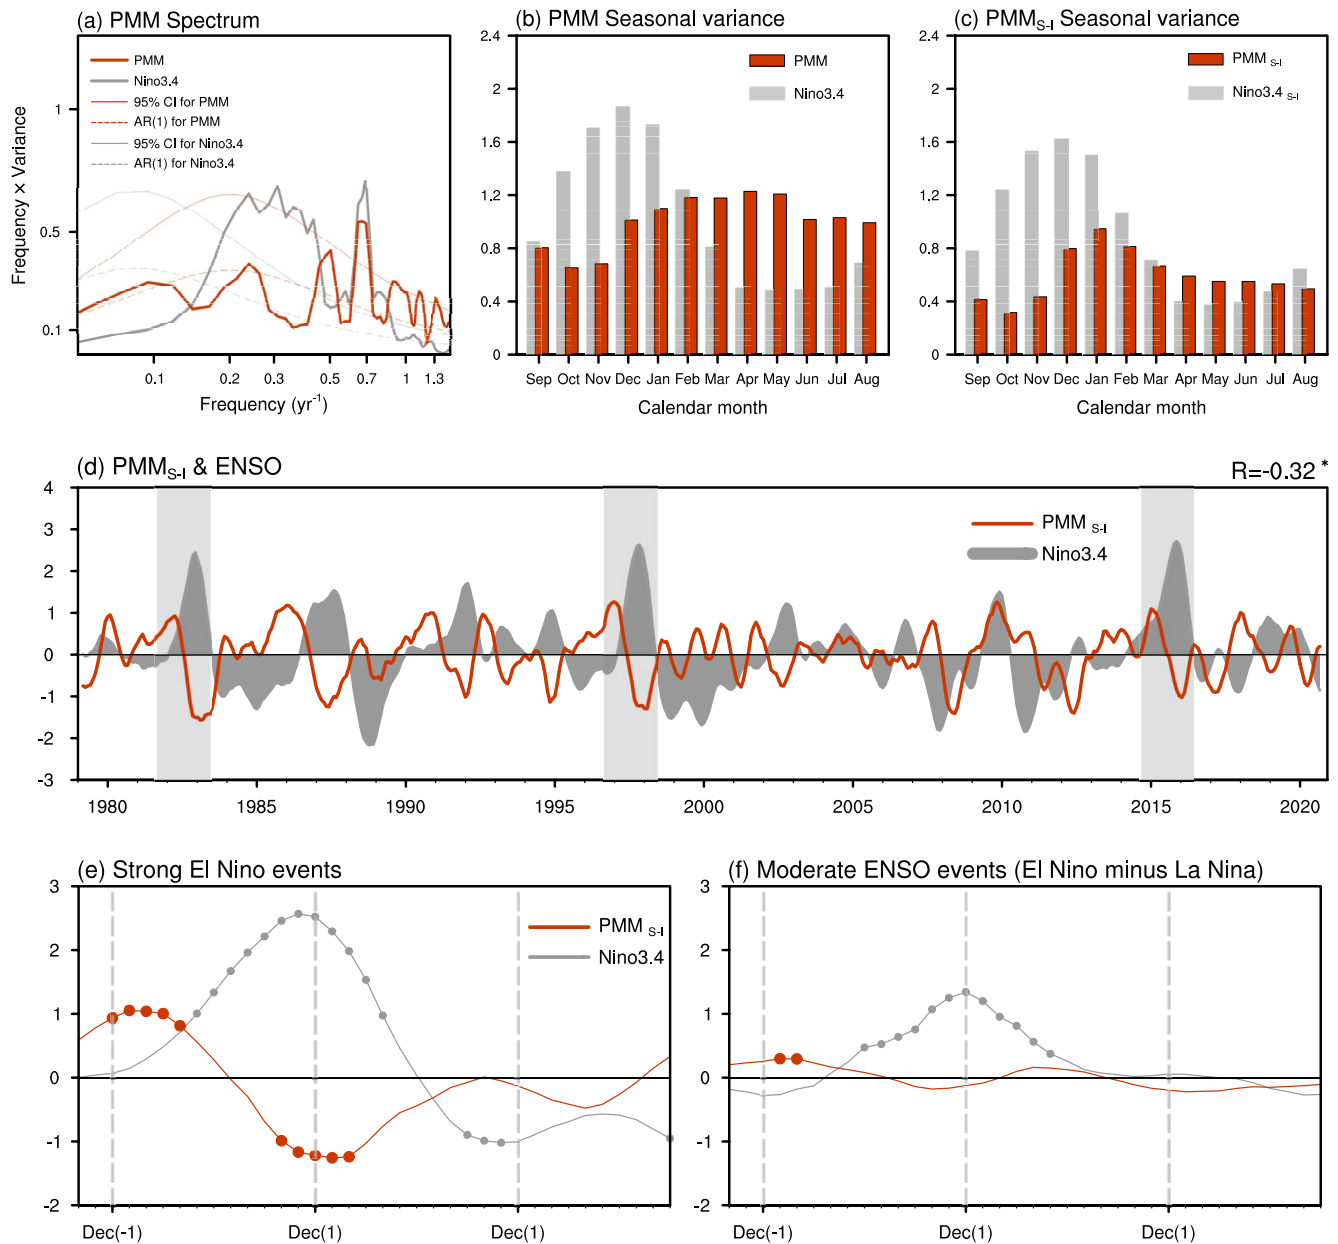 (a) PMM Spectrum
PMM
Nino3.4
95% CI for PMM
AR(1) for PMM
95% CI for Nino3.4
AR(1) for Nino3.4
Frequency × Variance
1
0.5
0.1
0.1 0.2 0.3 0.5 0.7 1 1.3
Frequency (yr-1)
(b) PMM Seasonal variance
PMM
Nino3.4
2.4
2
1.6
1.2
0.8
0.4
0
Sep Oct Nov Dec Jan Feb Mar Apr May Jun Jul Aug
Calendar month
(c) PMMS-I Seasonal variance
PMM S-I
Nino3.4 S-I
2.4
2
1.6
1.2
0.8
0.4
0
Sep Oct Nov Dec Jan Feb Mar Apr May Jun Jul Aug
Calendar month
(d) PMMS-I & ENSO
R=-0.32 *
PMM S-I
Nino3.4
4
3
2
1
0
-1
-2
-3
1980 1985 1990 1995 2000 2005 2010 2015 2020
(e) Strong El Nino events
PMM S-I
Nino3.4
3
2
1
0
-1
-2
Dec(-1) Dec(1) Dec(1)
(f) Moderate ENSO events (El Nino minus La Nina)
3
2
1
0
-1
-2
Dec(-1) Dec(1) Dec(1)